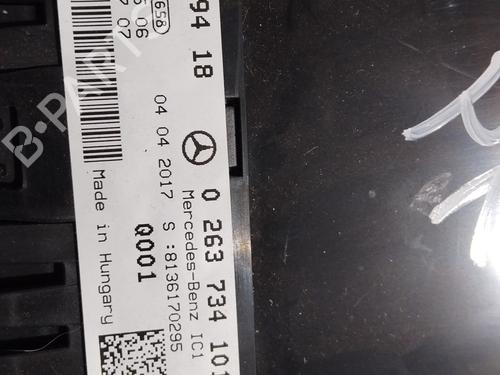 94 18
0 263 734 101
Mercedes-Benz IC1
04 04 2017 S :8136170295
Q001
658
06
07
Made in Hungary
B-PARTS